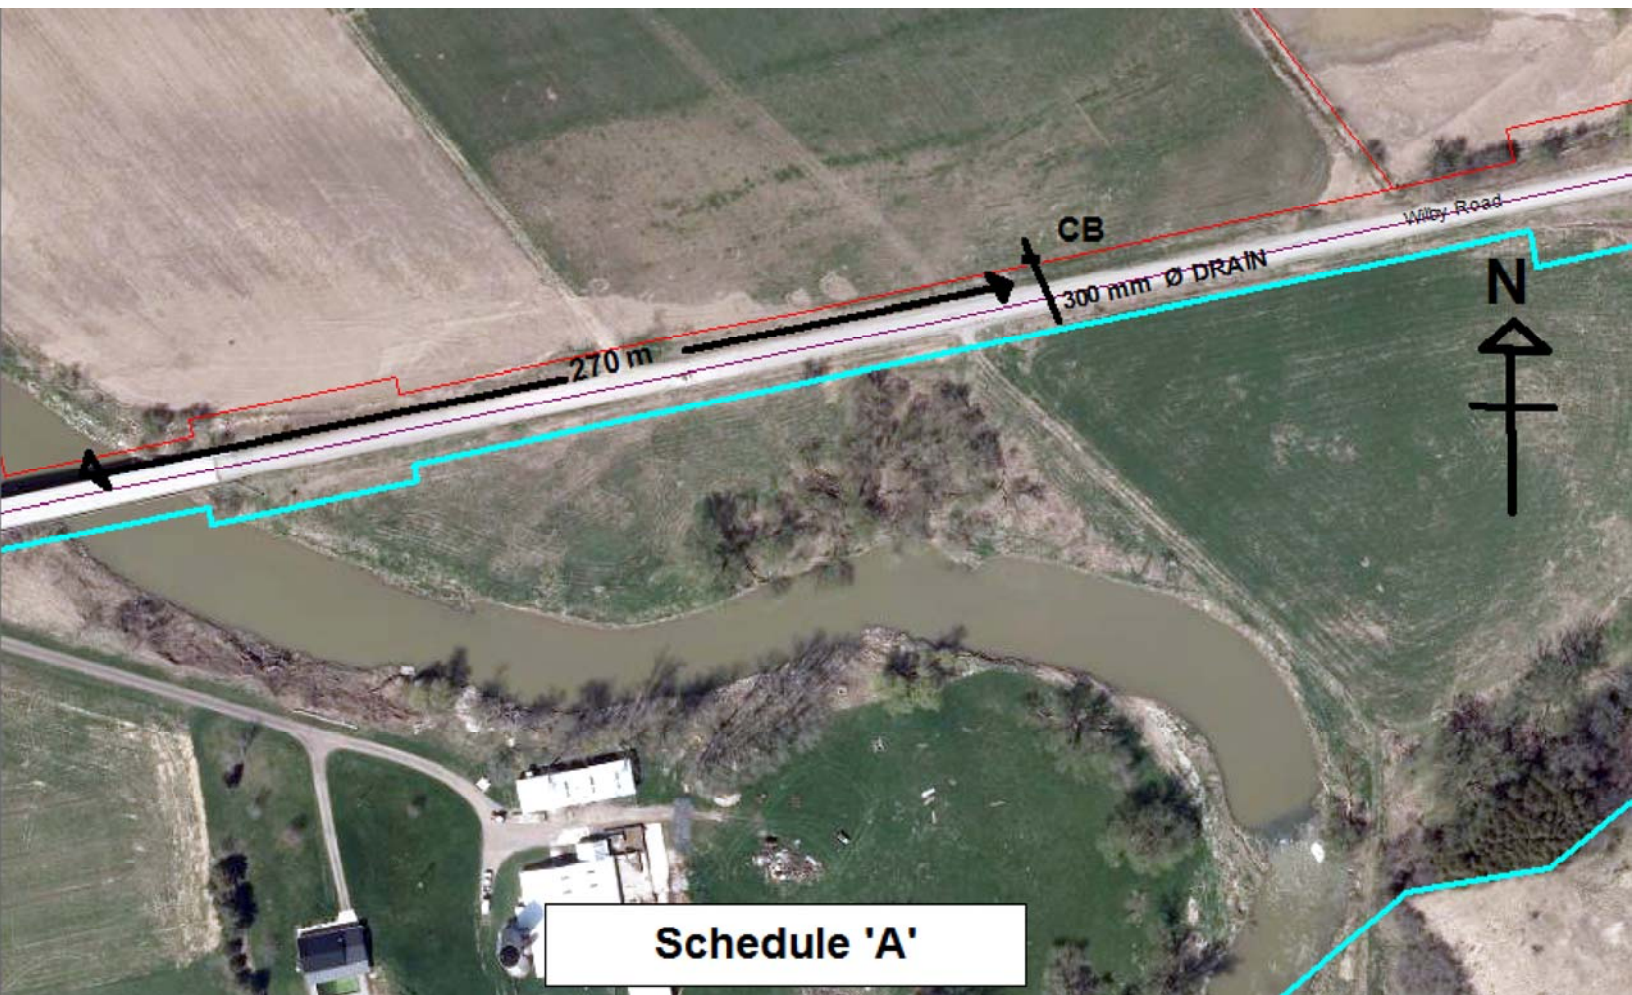 CB
Wilby Road
300 mm Ø DRAIN
N
270 m
Schedule 'A'